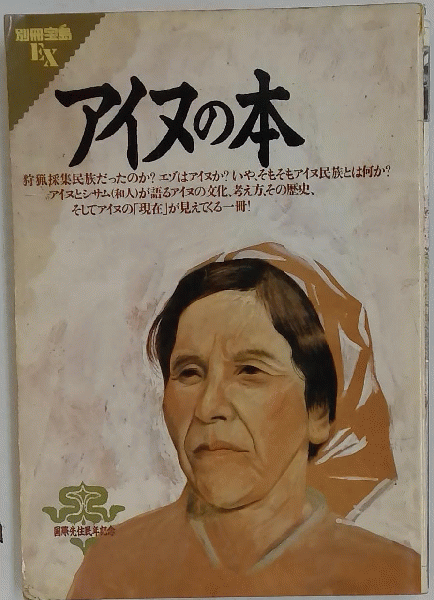 別冊宝島
EX
アイヌの本
狩猟採集民族だったのか? エゾはアイヌか? いや、そもそもアイヌ民族とは何か?
——アイヌとシサム(和人)が語るアイヌの文化、考え方、その歴史、
そしてアイヌの「現在」が見えてくる一冊!
国際先住民年記念